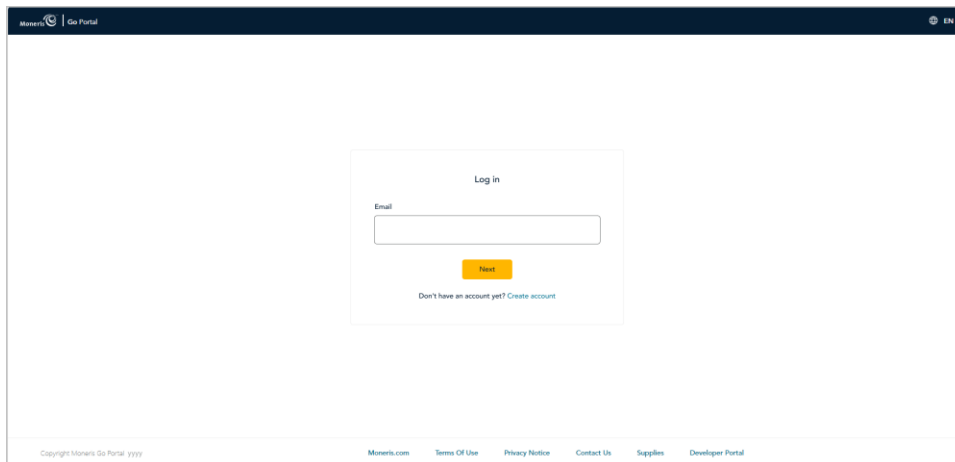 Moneris Go Portal EN
Log in
Email
Next
Don't have an account yet? Create account
Copyright Moneris Go Portal yyyy Moneris.com Terms Of Use Privacy Notice Contact Us Supplies Developer Portal